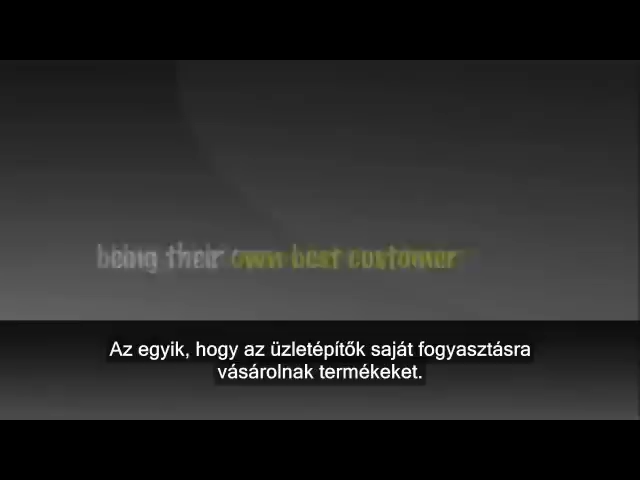 being their own best customer
Az egyik, hogy az üzletépítők saját fogyasztásra
vásárolnak termékeket.